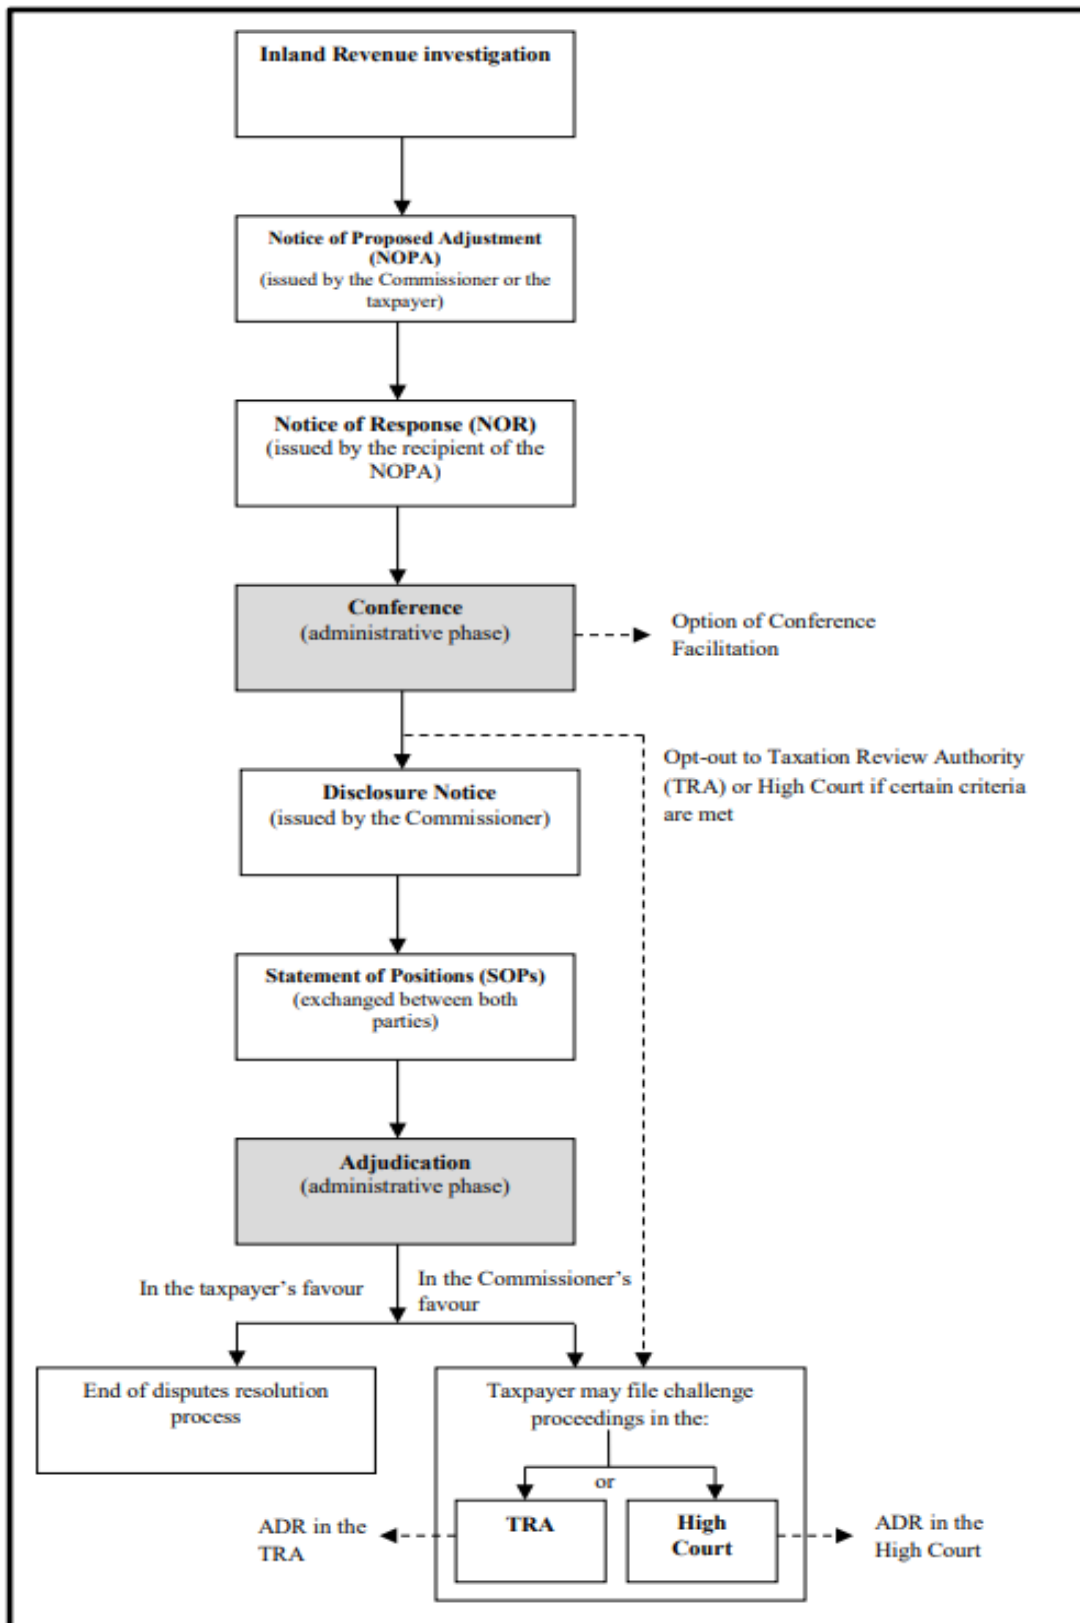 Inland Revenue investigation
Notice of Proposed Adjustment
(NOPA)
(issued by the Commissioner or the
taxpayer)
Notice of Response (NOR)
(issued by the recipient of the
NOPA)
Conference
(administrative phase)
Option of Conference
Facilitation
Opt-out to Taxation Review Authority
(TRA) or High Court if certain criteria
are met
Disclosure Notice
(issued by the Commissioner)
Statement of Positions (SOPs)
(exchanged between both
parties)
Adjudication
(administrative phase)
In the taxpayer's favour
In the Commissioner's
favour
End of disputes resolution
process
Taxpayer may file challenge
proceedings in the:
or
TRA
High
Court
ADR in the
TRA
ADR in the
High Court